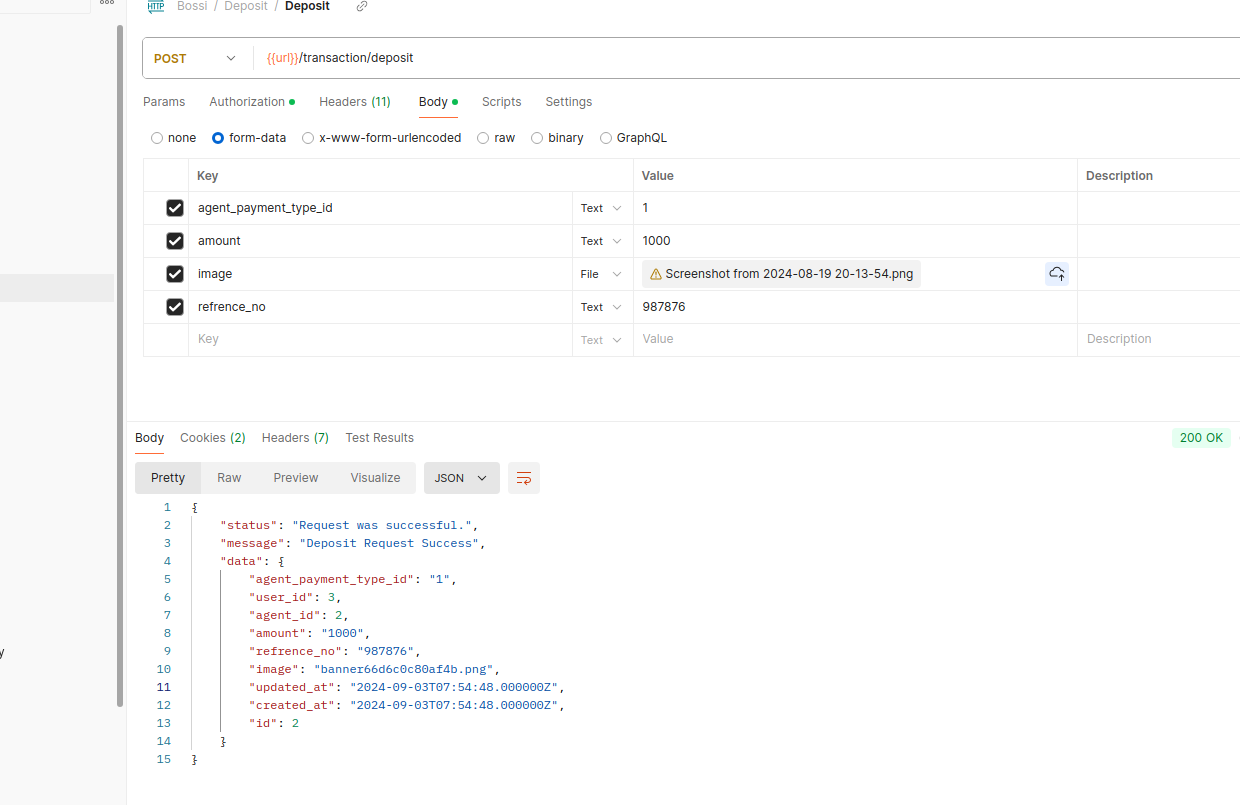 HTTP Bossi / Deposit / Deposit
POST {{url}}/transaction/deposit
Params Authorization Headers (11) Body Scripts Settings
none form-data x-www-form-urlencoded raw binary GraphQL
Key Value Description
agent_payment_type_id Text 1
amount Text 1000
image File Screenshot from 2024-08-19 20-13-54.png
refrence_no Text 987876
Key Text Value Description
Body Cookies (2) Headers (7) Test Results 200 OK
Pretty Raw Preview Visualize JSON
1 {
2 "status": "Request was successful.",
3 "message": "Deposit Request Success",
4 "data": {
5 "agent_payment_type_id": "1",
6 "user_id": 3,
7 "agent_id": 2,
8 "amount": "1000",
9 "refrence_no": "987876",
10 "image": "banner66d6c0c80af4b.png",
11 "updated_at": "2024-09-03T07:54:48.000000Z",
12 "created_at": "2024-09-03T07:54:48.000000Z",
13 "id": 2
14 }
15 }
y